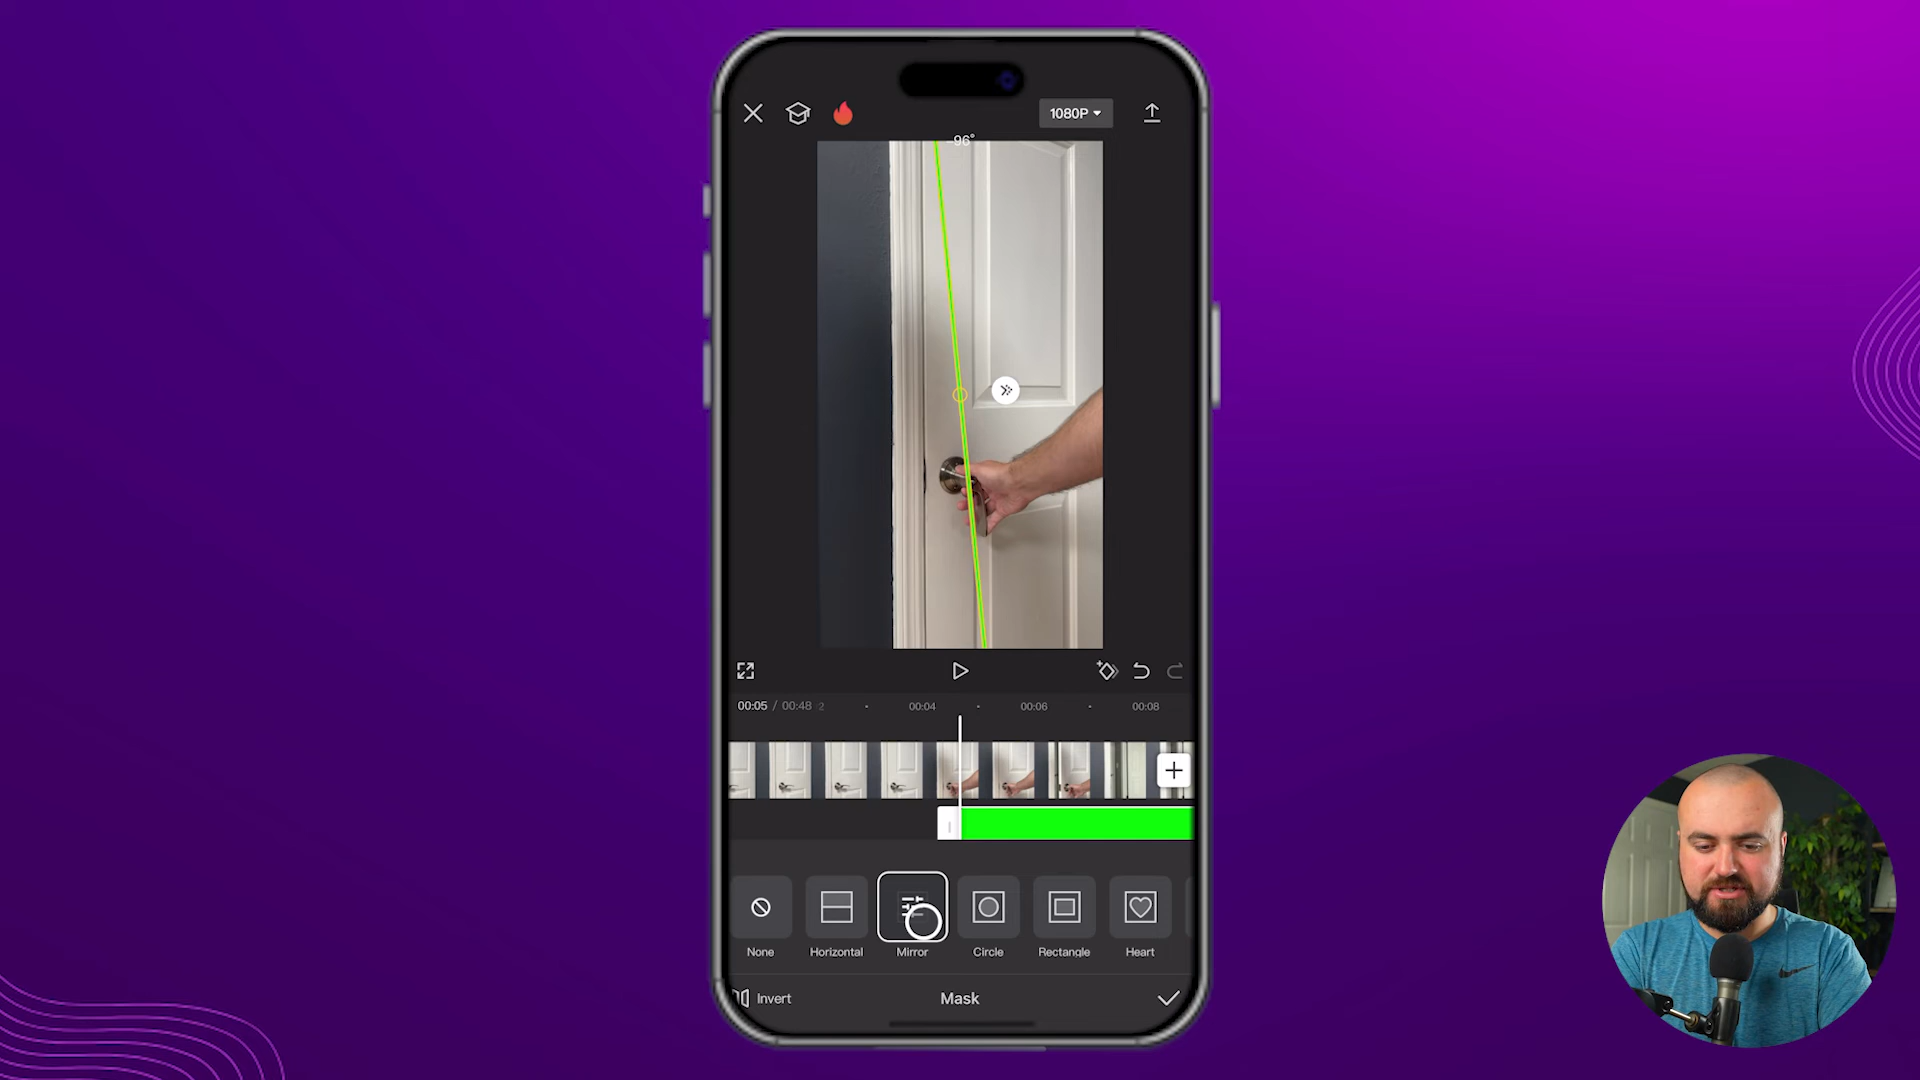 1080P
-96°
00:05 / 00:48 2 00:04 00:06 00:08
None Horizontal Mirror Circle Rectangle Heart
Invert Mask